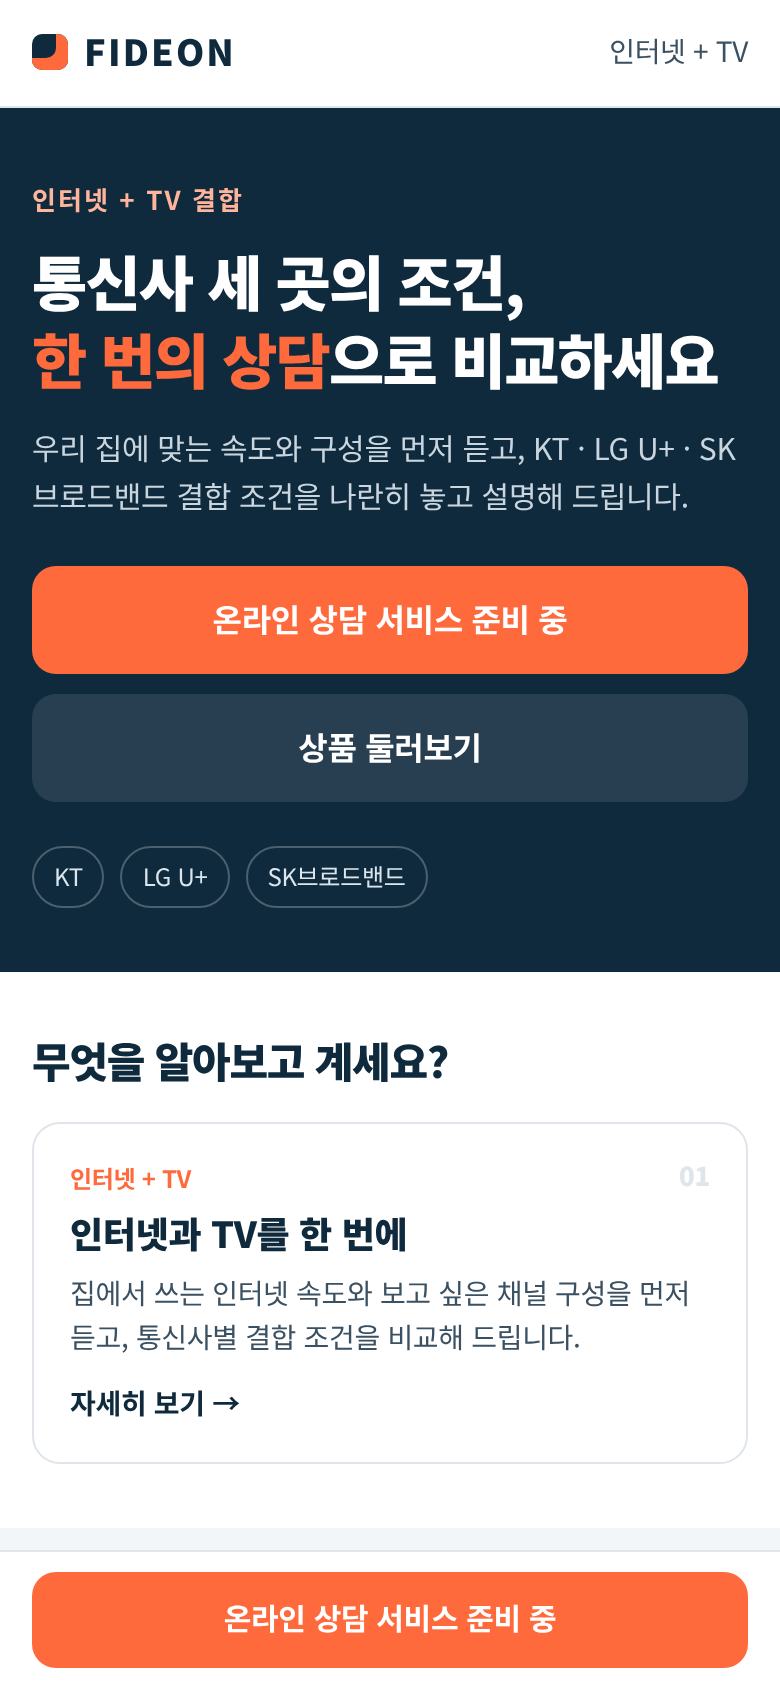 FIDEON
인터넷 + TV
인터넷 + TV 결합
통신사 세 곳의 조건,
한 번의 상담으로 비교하세요
우리 집에 맞는 속도와 구성을 먼저 듣고, KT · LG U+ · SK
브로드밴드 결합 조건을 나란히 놓고 설명해 드립니다.
온라인 상담 서비스 준비 중
상품 둘러보기
KT
LG U+
SK브로드밴드
무엇을 알아보고 계세요?
인터넷 + TV
01
인터넷과 TV를 한 번에
집에서 쓰는 인터넷 속도와 보고 싶은 채널 구성을 먼저
듣고, 통신사별 결합 조건을 비교해 드립니다.
자세히 보기 →
온라인 상담 서비스 준비 중